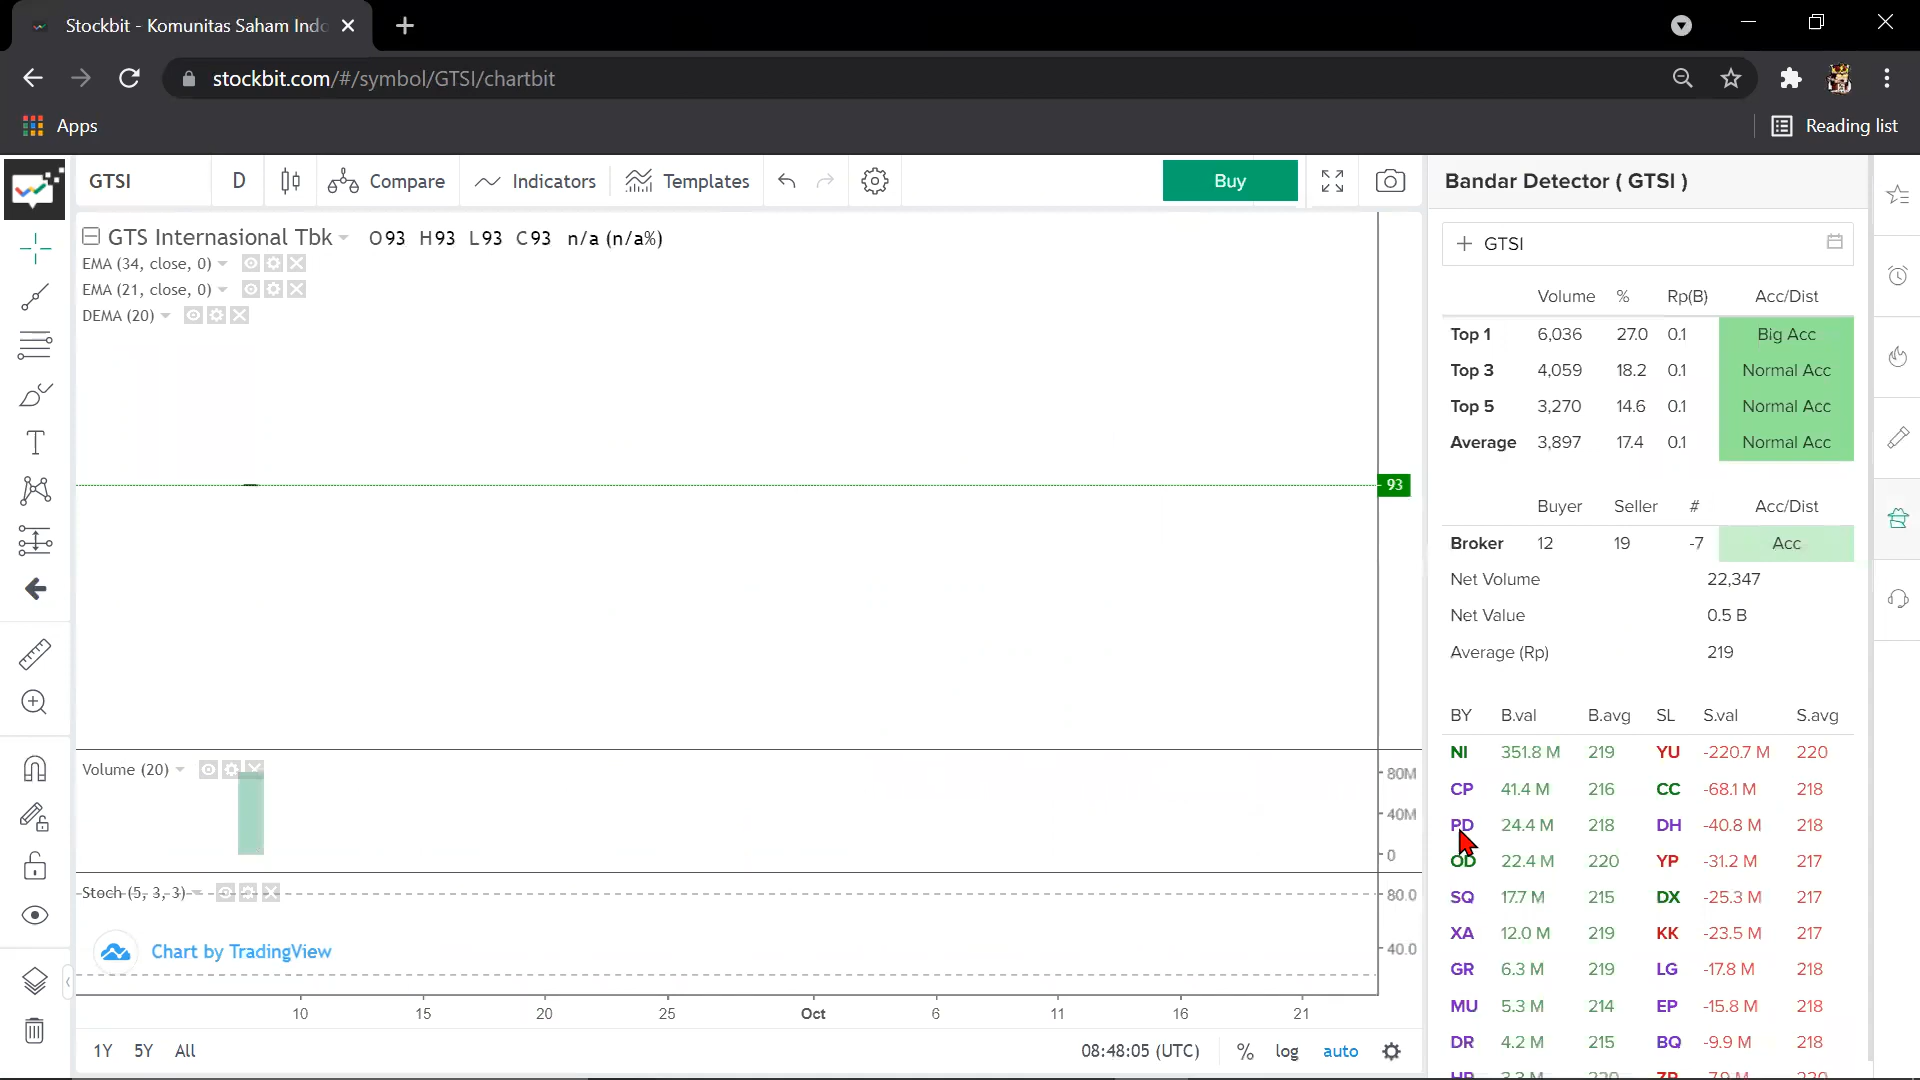 Stockbit - Komunitas Saham Indo
stockbit.com/#/symbol/GTSI/chartbit
Apps
Reading list
GTSI D Compare Indicators Templates Buy
Bandar Detector ( GTSI )
GTS Internasional Tbk O93 H93 L93 C93 n/a (n/a%)
EMA (34, close, 0)
EMA (21, close, 0)
DEMA (20)
93
Volume (20)
80M
40M
0
Stoch (5, 3, 3)
80.0
40.0
Chart by TradingView
10 15 20 25 Oct 6 11 16 21
1Y 5Y All 08:48:05 (UTC) % log auto
+ GTSI
Volume % Rp(B) Acc/Dist
Top 1 6,036 27.0 0.1 Big Acc
Top 3 4,059 18.2 0.1 Normal Acc
Top 5 3,270 14.6 0.1 Normal Acc
Average 3,897 17.4 0.1 Normal Acc
Buyer Seller # Acc/Dist
Broker 12 19 -7 Acc
Net Volume 22,347
Net Value 0.5 B
Average (Rp) 219
BY B.val B.avg SL S.val S.avg
NI 351.8 M 219 YU -220.7 M 220
CP 41.4 M 216 CC -68.1 M 218
PD 24.4 M 218 DH -40.8 M 218
OD 22.4 M 220 YP -31.2 M 217
SQ 17.7 M 215 DX -25.3 M 217
XA 12.0 M 219 KK -23.5 M 217
GR 6.3 M 219 LG -17.8 M 218
MU 5.3 M 214 EP -15.8 M 218
DR 4.2 M 215 BQ -9.9 M 218